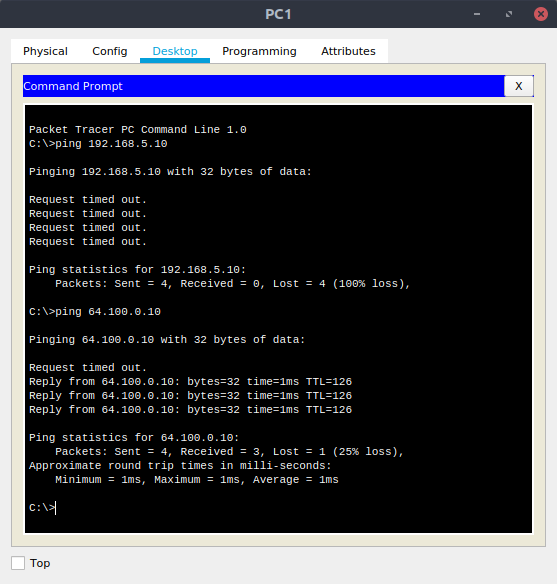 PC1
Physical Config Desktop Programming Attributes
Command Prompt X
Packet Tracer PC Command Line 1.0
C:\>ping 192.168.5.10
Pinging 192.168.5.10 with 32 bytes of data:
Request timed out.
Request timed out.
Request timed out.
Request timed out.
Ping statistics for 192.168.5.10:
    Packets: Sent = 4, Received = 0, Lost = 4 (100% loss),
C:\>ping 64.100.0.10
Pinging 64.100.0.10 with 32 bytes of data:
Request timed out.
Reply from 64.100.0.10: bytes=32 time=1ms TTL=126
Reply from 64.100.0.10: bytes=32 time=1ms TTL=126
Reply from 64.100.0.10: bytes=32 time=1ms TTL=126
Ping statistics for 64.100.0.10:
    Packets: Sent = 4, Received = 3, Lost = 1 (25% loss),
Approximate round trip times in milli-seconds:
    Minimum = 1ms, Maximum = 1ms, Average = 1ms
C:\>
Top